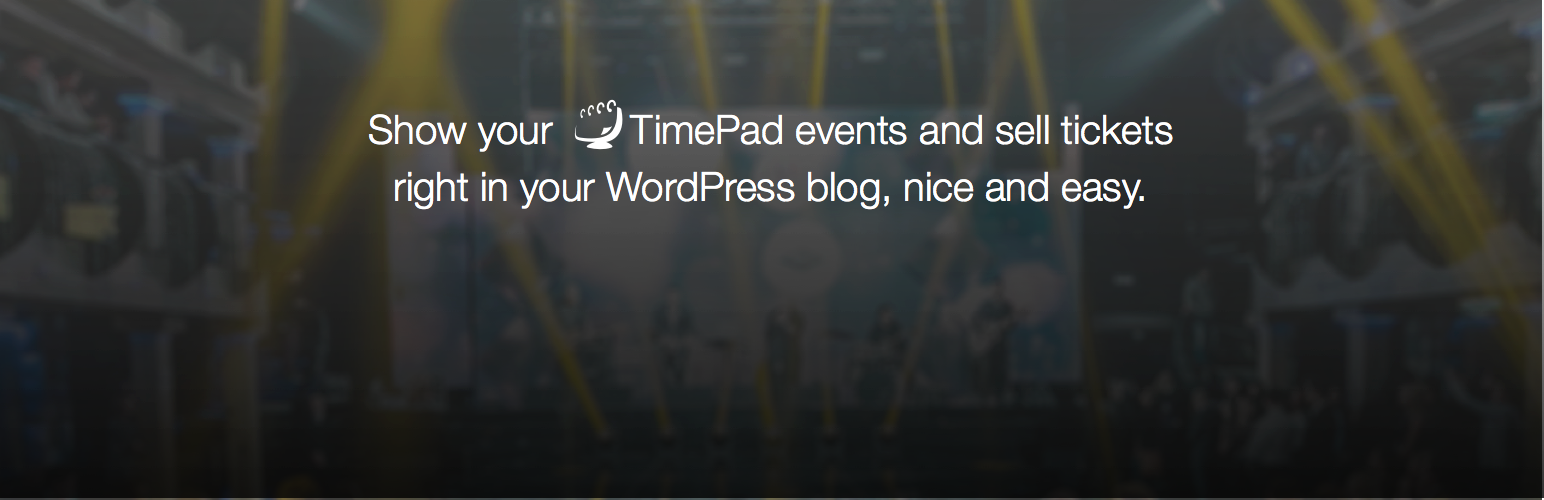 Show your TimePad events and sell tickets
right in your WordPress blog, nice and easy.